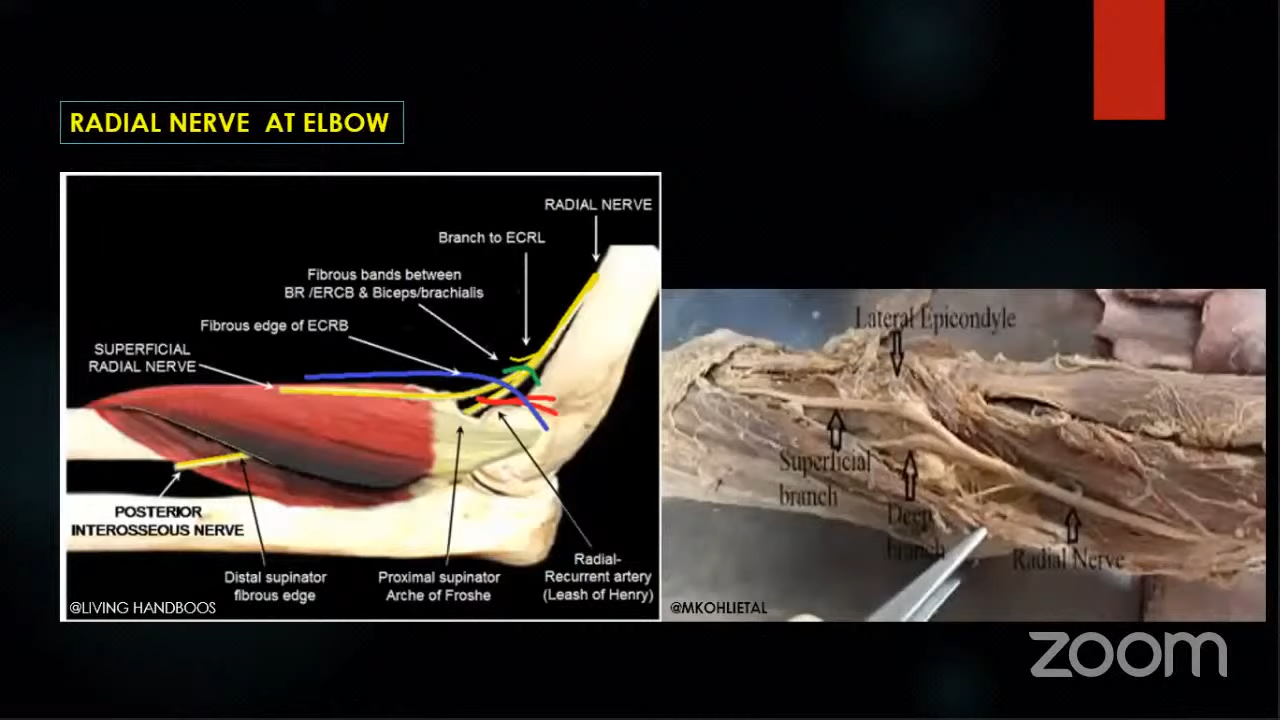 RADIAL NERVE AT ELBOW
RADIAL NERVE
Branch to ECRL
Fibrous bands between
BR /ERCB & Biceps/brachialis
Fibrous edge of ECRB
SUPERFICIAL
RADIAL NERVE
POSTERIOR
INTEROSSEOUS NERVE
Distal supinator
fibrous edge
Proximal supinator
Arche of Froshe
Radial-
Recurrent artery
(Leash of Henry)
@LIVING HANDBOOS
Lateral Epicondyle
Superficial
branch
Deep
branch
Radial Nerve
@MKOHLIETAL
zoom